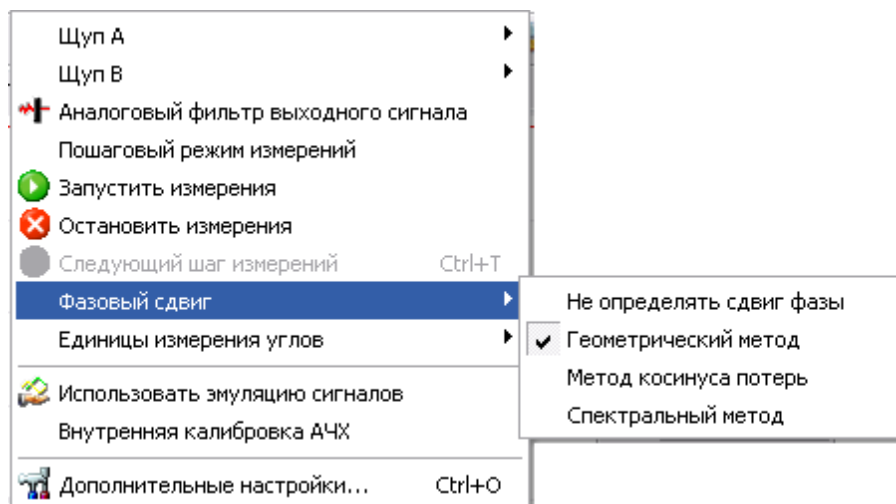 Щуп А
Щуп В
Аналоговый фильтр выходного сигнала
Пошаговый режим измерений
Запустить измерения
Остановить измерения
Следующий шаг измерений Ctrl+T
Фазовый сдвиг
Единицы измерения углов
Использовать эмуляцию сигналов
Внутренняя калибровка АЧХ
Дополнительные настройки... Ctrl+O
Не определять сдвиг фазы
Геометрический метод
Метод косинуса потерь
Спектральный метод